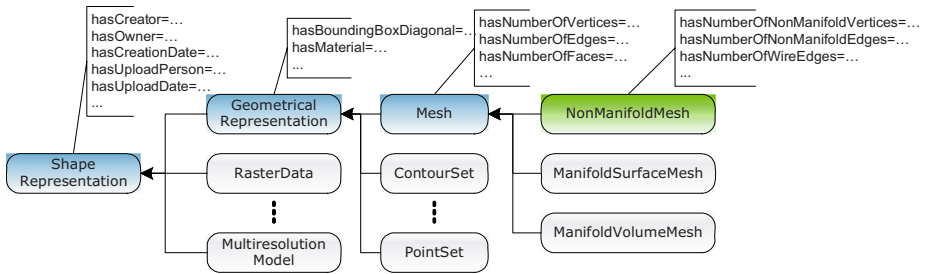 hasCreator=...
hasOwner=...
hasCreationDate=...
hasUploadPerson=...
hasUploadDate=...
...
hasBoundingBoxDiagonal=...
hasMaterial=...
...
hasNumberOfVertices=...
hasNumberOfEdges=...
hasNumberOfFaces=...
...
hasNumberOfNonManifoldVertices=...
hasNumberOfNonManifoldEdges=...
hasNumberOfWireEdges=...
...
Shape
Representation
Geometrical
Representation
RasterData
Multiresolution
Model
Mesh
ContourSet
PointSet
NonManifoldMesh
ManifoldSurfaceMesh
ManifoldVolumeMesh